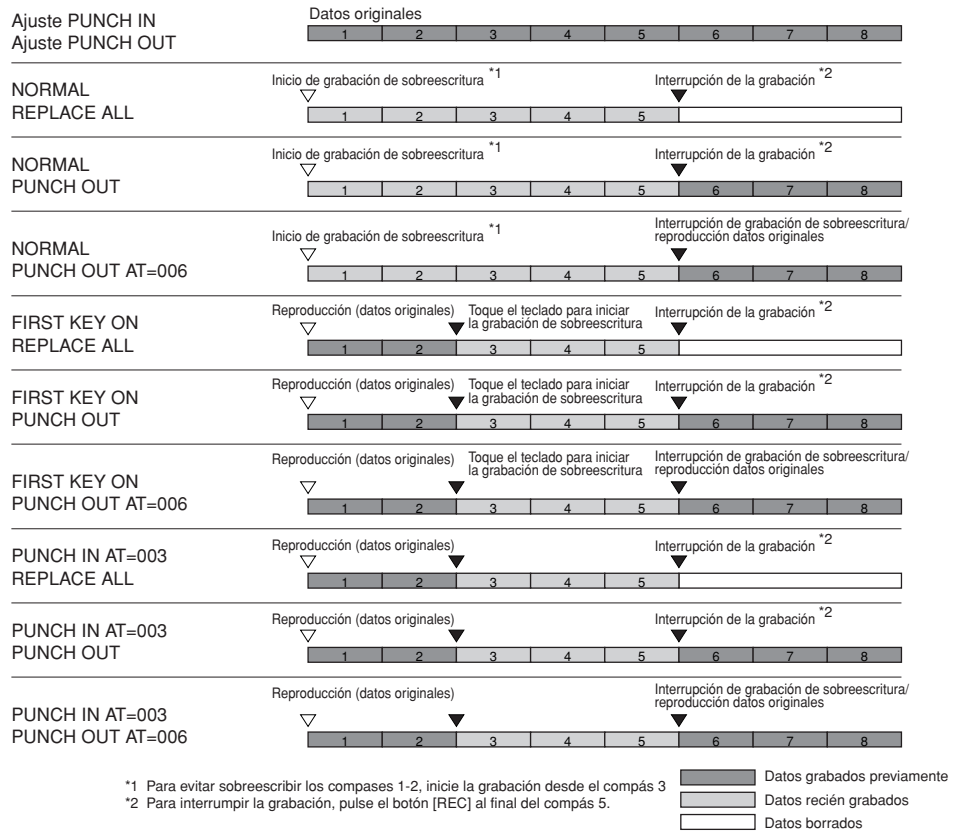 Ajuste PUNCH IN
Ajuste PUNCH OUT
Datos originales
1 2 3 4 5 6 7 8
NORMAL
REPLACE ALL
Inicio de grabación de sobreescritura *1
Interrupción de la grabación *2
1 2 3 4 5
NORMAL
PUNCH OUT
Inicio de grabación de sobreescritura *1
Interrupción de la grabación *2
1 2 3 4 5 6 7 8
NORMAL
PUNCH OUT AT=006
Inicio de grabación de sobreescritura *1
Interrupción de grabación de sobreescritura/
reproducción datos originales
1 2 3 4 5 6 7 8
FIRST KEY ON
REPLACE ALL
Reproducción (datos originales)
Toque el teclado para iniciar
la grabación de sobreescritura
Interrupción de la grabación *2
1 2 3 4 5
FIRST KEY ON
PUNCH OUT
Reproducción (datos originales)
Toque el teclado para iniciar
la grabación de sobreescritura
Interrupción de la grabación *2
1 2 3 4 5 6 7 8
FIRST KEY ON
PUNCH OUT AT=006
Reproducción (datos originales)
Toque el teclado para iniciar
la grabación de sobreescritura
Interrupción de grabación de sobreescritura/
reproducción datos originales
1 2 3 4 5 6 7 8
PUNCH IN AT=003
REPLACE ALL
Reproducción (datos originales)
Interrupción de la grabación *2
1 2 3 4 5
PUNCH IN AT=003
PUNCH OUT
Reproducción (datos originales)
Interrupción de la grabación *2
1 2 3 4 5 6 7 8
PUNCH IN AT=003
PUNCH OUT AT=006
Reproducción (datos originales)
Interrupción de grabación de sobreescritura/
reproducción datos originales
1 2 3 4 5 6 7 8
*1 Para evitar sobreescribir los compases 1-2, inicie la grabación desde el compás 3
*2 Para interrumpir la grabación, pulse el botón [REC] al final del compás 5.
Datos grabados previamente
Datos recién grabados
Datos borrados